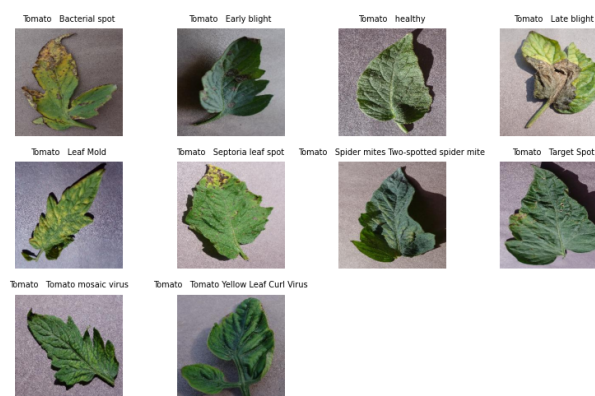 Tomato   Bacterial spot
Tomato   Early blight
Tomato   healthy
Tomato   Late blight
Tomato   Leaf Mold
Tomato   Septoria leaf spot
Tomato   Spider mites Two-spotted spider mite
Tomato   Target Spot
Tomato   Tomato mosaic virus
Tomato   Tomato Yellow Leaf Curl Virus